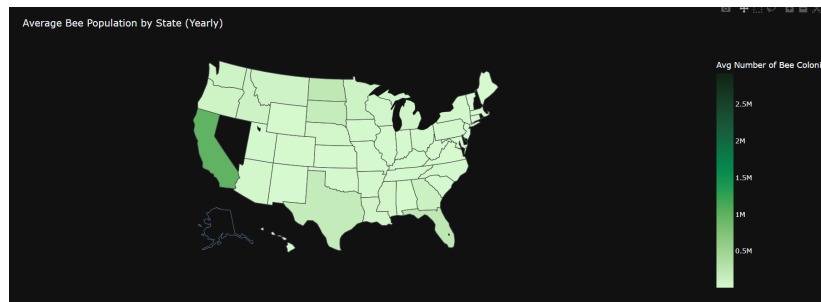 Average Bee Population by State (Yearly)
Avg Number of Bee Coloni
2.5M
2M
1.5M
1M
0.5M